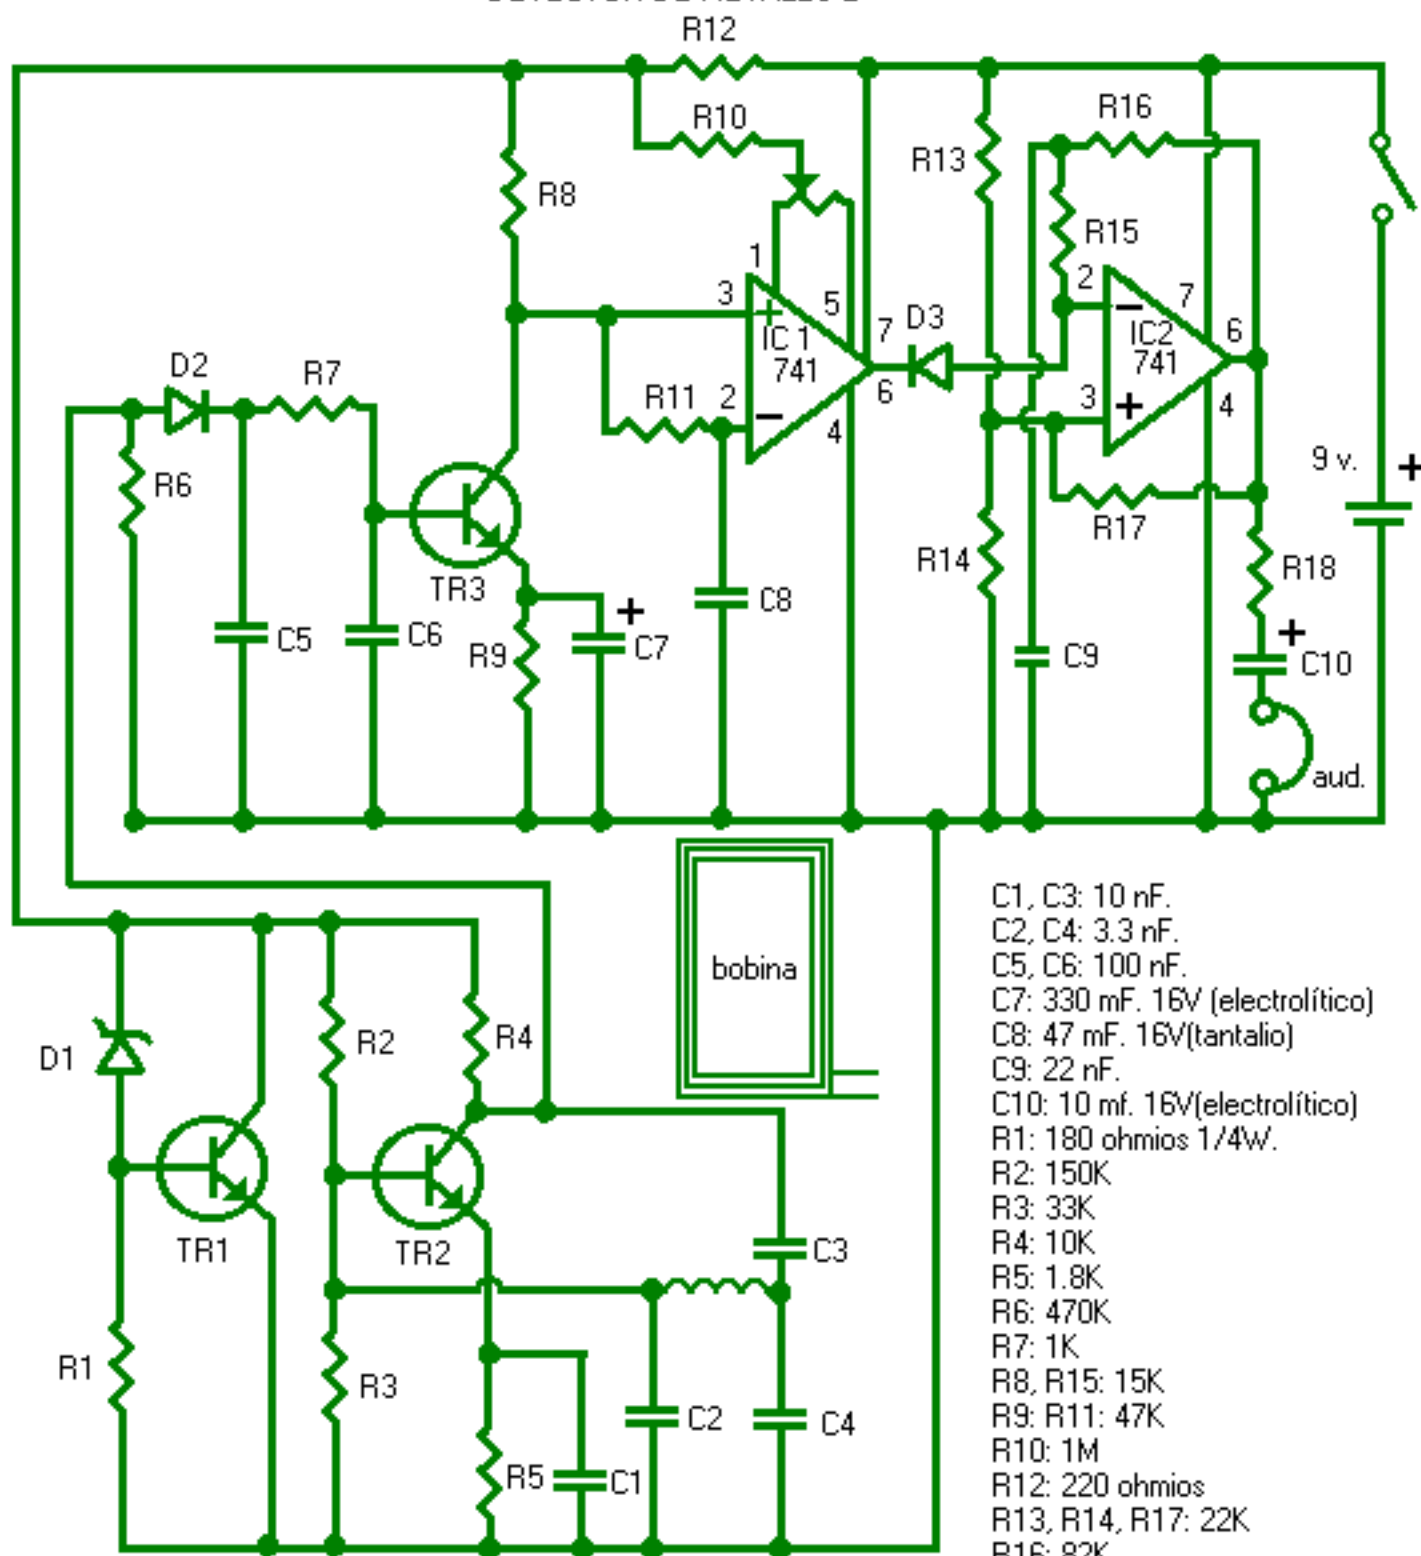 R12
R10
R16
R13
R8
R15
1
2
7
3
5
+
IC 1
741
7
D3
−
IC2
741
6
D2
R7
R11
2
−
6
3
+
4
4
R6
9 v.
+
R17
R14
R18
TR3
C8
+
C5
C6
R9
C7
C9
+
C10
aud.
bobina
D1
R2
R4
TR1
TR2
C3
R1
R3
C2
C4
R5
C1
C1, C3: 10 nF.
C2, C4: 3.3 nF.
C5, C6: 100 nF.
C7: 330 mF. 16V (electrolítico)
C8: 47 mF. 16V(tantalio)
C9: 22 nF.
C10: 10 mf. 16V(electrolítico)
R1: 180 ohmios 1/4W.
R2: 150K
R3: 33K
R4: 10K
R5: 1.8K
R6: 470K
R7: 1K
R8, R15: 15K
R9: R11: 47K
R10: 1M
R12: 220 ohmios
R13, R14, R17: 22K
R16: 82K